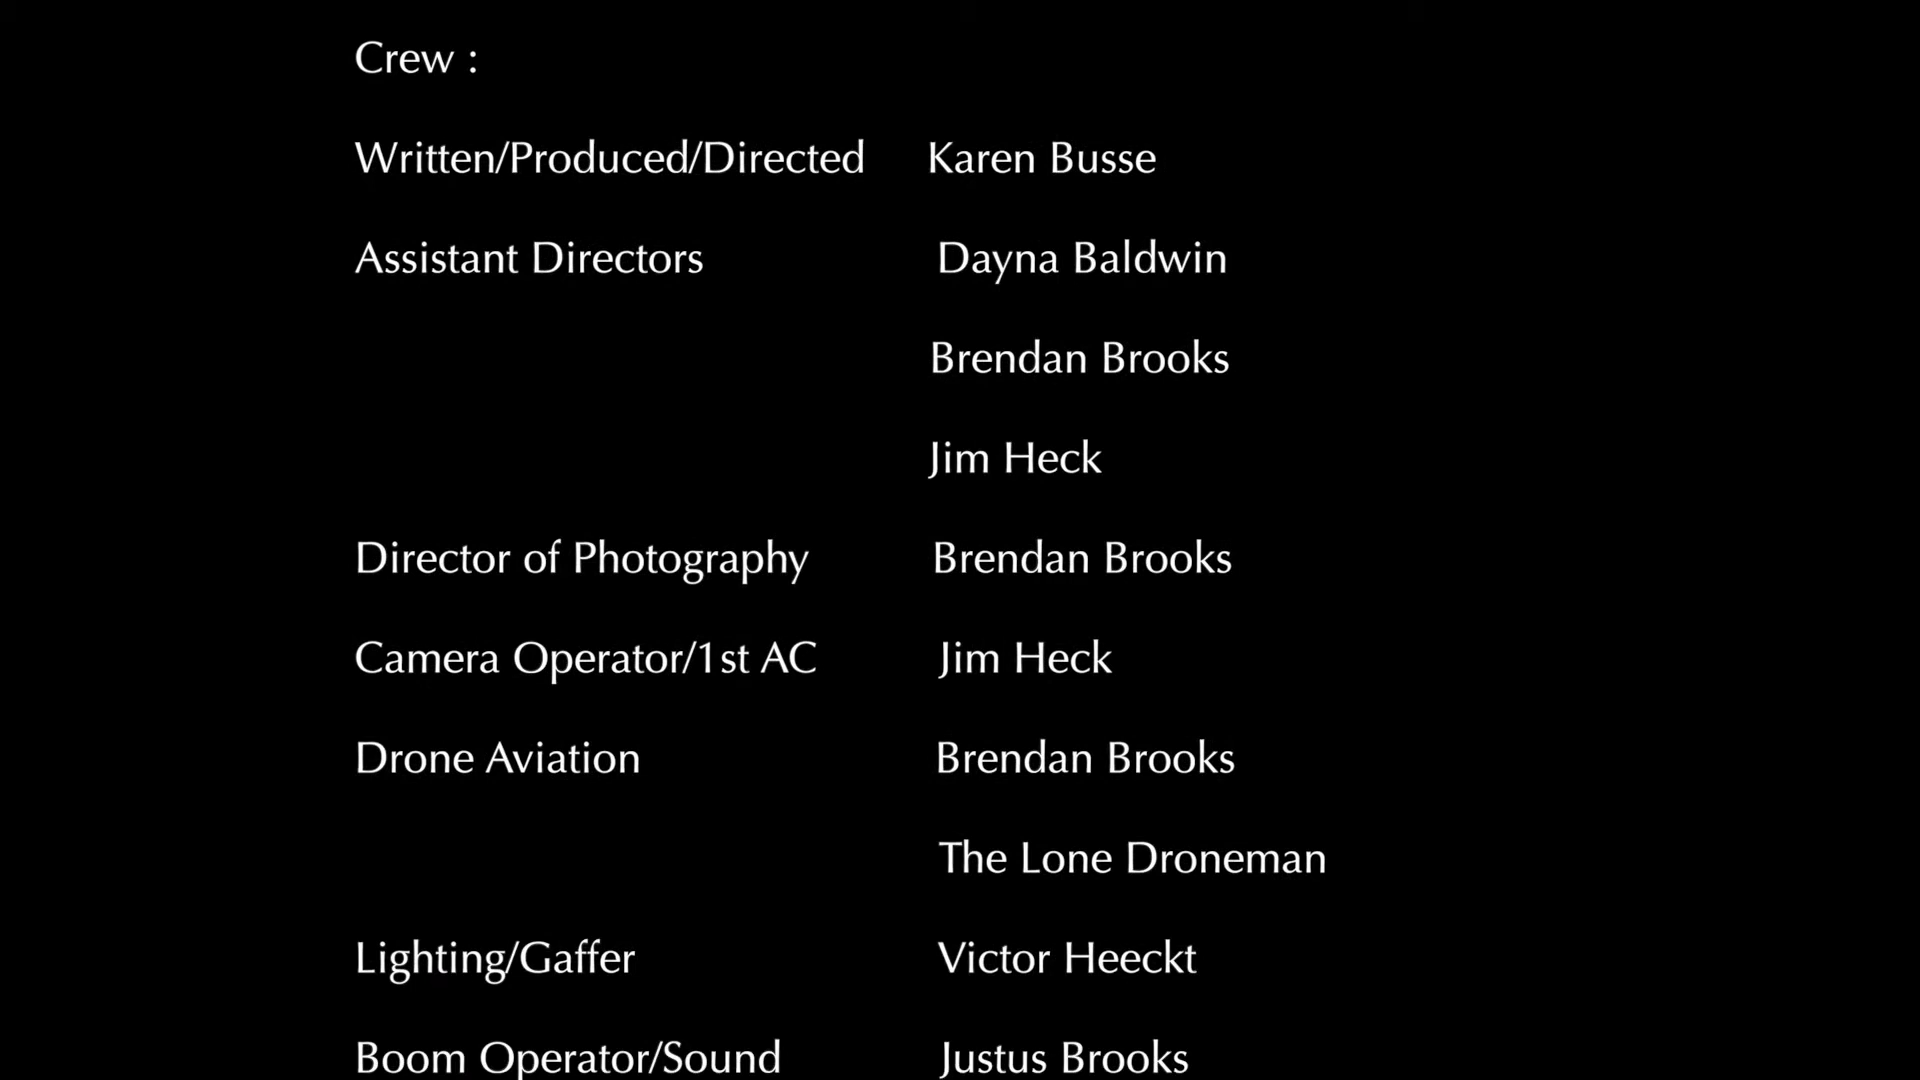 Crew :
Written/Produced/Directed Karen Busse
Assistant Directors Dayna Baldwin
Brendan Brooks
Jim Heck
Director of Photography Brendan Brooks
Camera Operator/1st AC Jim Heck
Drone Aviation Brendan Brooks
The Lone Droneman
Lighting/Gaffer Victor Heeckt
Boom Operator/Sound Justus Brooks